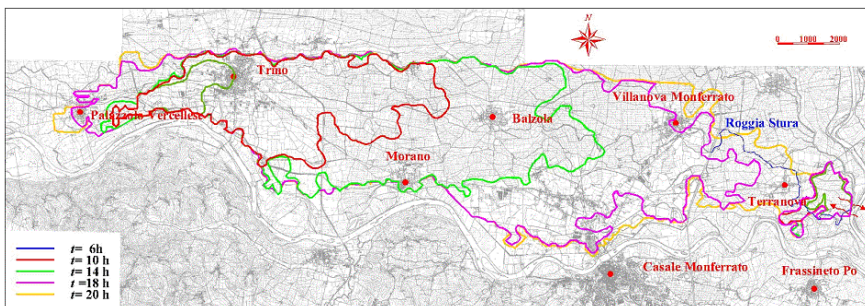 N
0 1000 2000
Trino
Villanova Monferrato
Palazzolo Vercellese
Balzola
Roggia Stura
Morano
Terranova
t= 6h
t= 10 h
t= 14 h
t =18 h
t= 20 h
Casale Monferrato
Frassineto Po